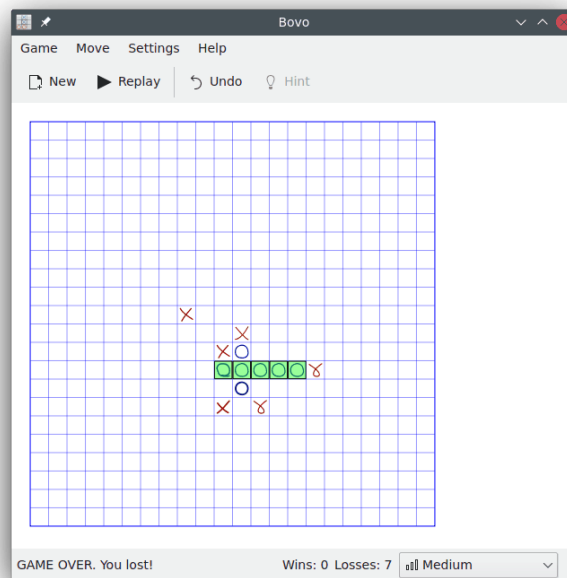 Bovo
Game Move Settings Help
New Replay Undo Hint
GAME OVER. You lost! Wins: 0 Losses: 7 Medium